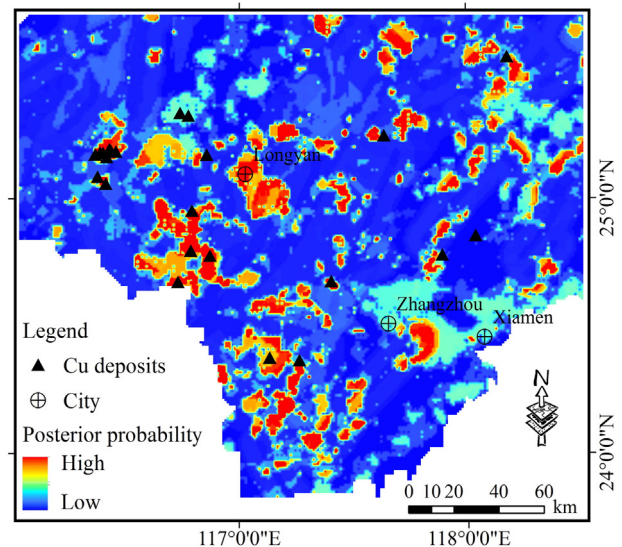 Longyan
25°0'0"N
Zhangzhou
Xiamen
Legend
Cu deposits
City
Posterior probability
High
Low
N
24°0'0"N
0 10 20 40 60
km
117°0'0"E
118°0'0"E